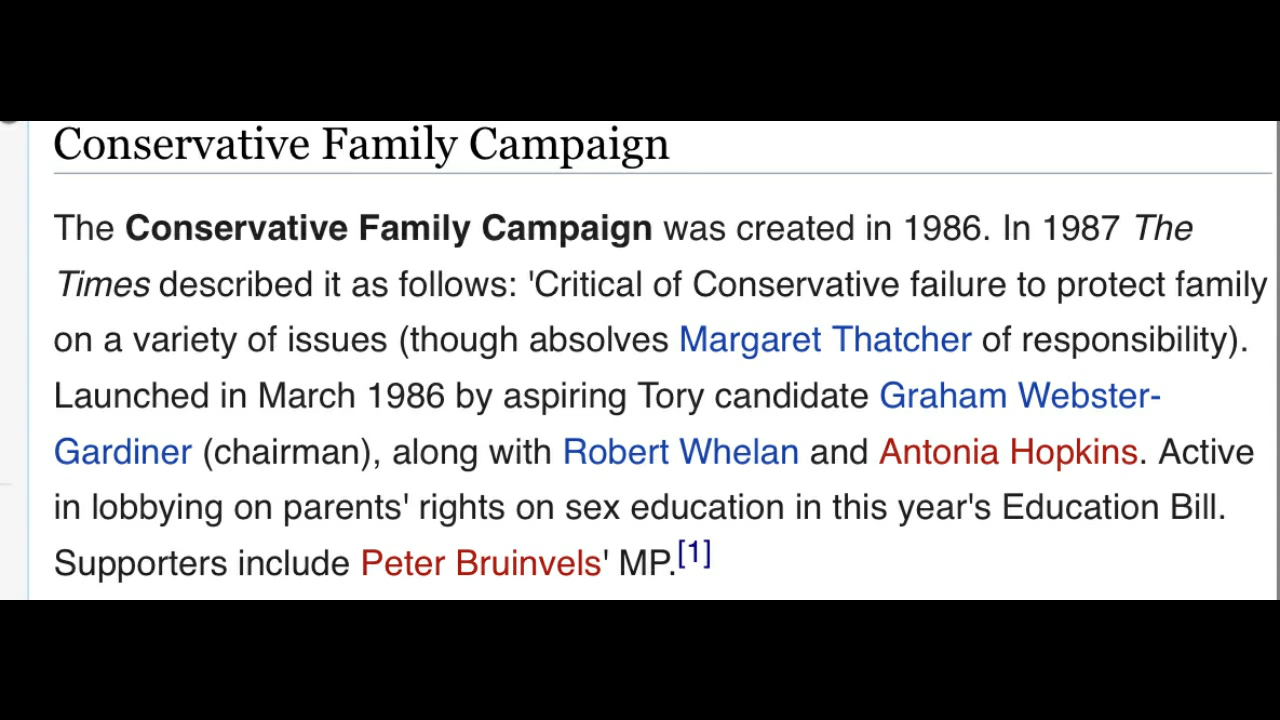 Conservative Family Campaign
The Conservative Family Campaign was created in 1986. In 1987 The
Times described it as follows: 'Critical of Conservative failure to protect family
on a variety of issues (though absolves Margaret Thatcher of responsibility).
Launched in March 1986 by aspiring Tory candidate Graham Webster-
Gardiner (chairman), along with Robert Whelan and Antonia Hopkins. Active
in lobbying on parents' rights on sex education in this year's Education Bill.
Supporters include Peter Bruinvels' MP.[1]